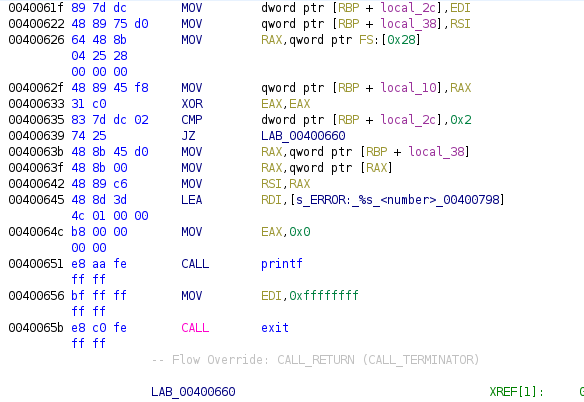 0040061f 89 7d dc MOV dword ptr [RBP + local_2c],EDI
00400622 48 89 75 d0 MOV qword ptr [RBP + local_38],RSI
00400626 64 48 8b MOV RAX,qword ptr FS:[0x28]
04 25 28
00 00 00
0040062f 48 89 45 f8 MOV qword ptr [RBP + local_10],RAX
00400633 31 c0 XOR EAX,EAX
00400635 83 7d dc 02 CMP dword ptr [RBP + local_2c],0x2
00400639 74 25 JZ LAB_00400660
0040063b 48 8b 45 d0 MOV RAX,qword ptr [RBP + local_38]
0040063f 48 8b 00 MOV RAX,qword ptr [RAX]
00400642 48 89 c6 MOV RSI,RAX
00400645 48 8d 3d LEA RDI,[s_ERROR:_%s_<number>_00400798]
4c 01 00 00
0040064c b8 00 00 MOV EAX,0x0
00 00
00400651 e8 aa fe CALL printf
ff ff
00400656 bf ff ff MOV EDI,0xffffffff
ff ff
0040065b e8 c0 fe CALL exit
ff ff
-- Flow Override: CALL_RETURN (CALL_TERMINATOR)
LAB_00400660 XREF[1]: